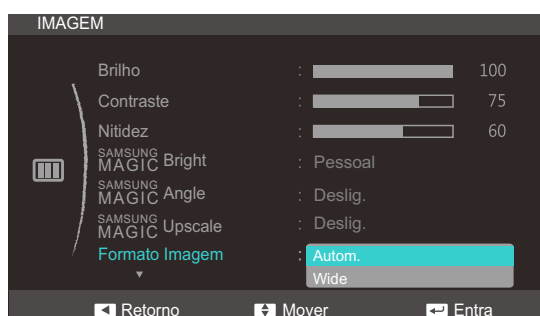 IMAGEM
Brilho : 100
Contraste : 75
Nitidez : 60
SAMSUNG MAGIC Bright : Pessoal
SAMSUNG MAGIC Angle : Deslig.
SAMSUNG MAGIC Upscale : Deslig.
Formato Imagem : Autom.
Wide
Retorno Mover Entra